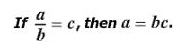 If a/b = c, then a = bc.